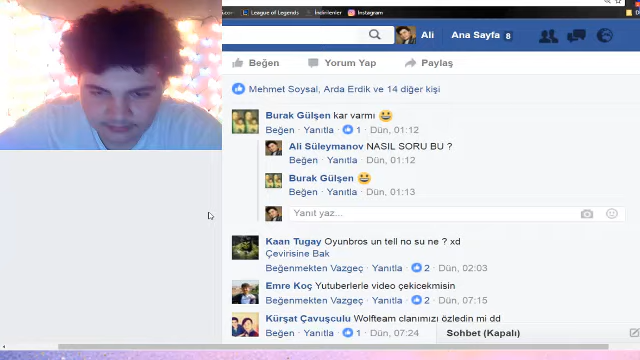 League of Legends İndirilenler Instagram
Ali Ana Sayfa 8
Beğen Yorum Yap Paylaş
Mehmet Soysal, Arda Erdik ve 14 diğer kişi
Burak Gülşen kar varmı
Beğen · Yanıtla · 1 · Dün, 01:12
Ali Süleymanov NASIL SORU BU ?
Beğen · Yanıtla · Dün, 01:12
Burak Gülşen
Beğen · Yanıtla · Dün, 01:13
Yanıt yaz...
Kaan Tugay Oyunbros un tell no su ne ? xd
Çevirisine Bak
Beğenmekten Vazgeç · Yanıtla · 2 · Dün, 02:03
Emre Koç Yutuberlerle video çekicekmisin
Beğenmekten Vazgeç · Yanıtla · 2 · Dün, 07:15
Kürşat Çavuşçulu Wolfteam clanımızı özledin mi dd
Beğen · Yanıtla · 1 · Dün, 07:24
Sohbet (Kapalı)